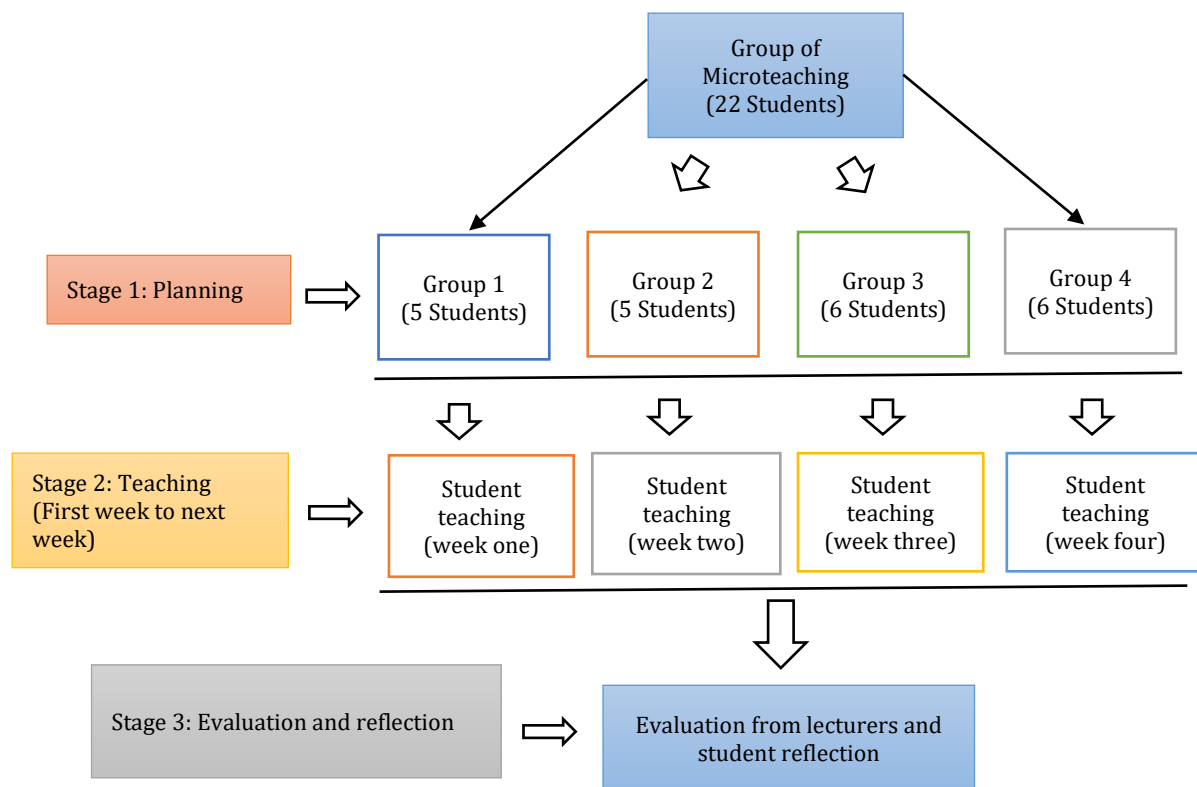 Group of
Microteaching
(22 Students)
Stage 1: Planning
Group 1
(5 Students)
Group 2
(5 Students)
Group 3
(6 Students)
Group 4
(6 Students)
Stage 2: Teaching
(First week to next
week)
Student
teaching
(week one)
Student
teaching
(week two)
Student
teaching
(week three)
Student
teaching
(week four)
Stage 3: Evaluation and reflection
Evaluation from lecturers and
student reflection